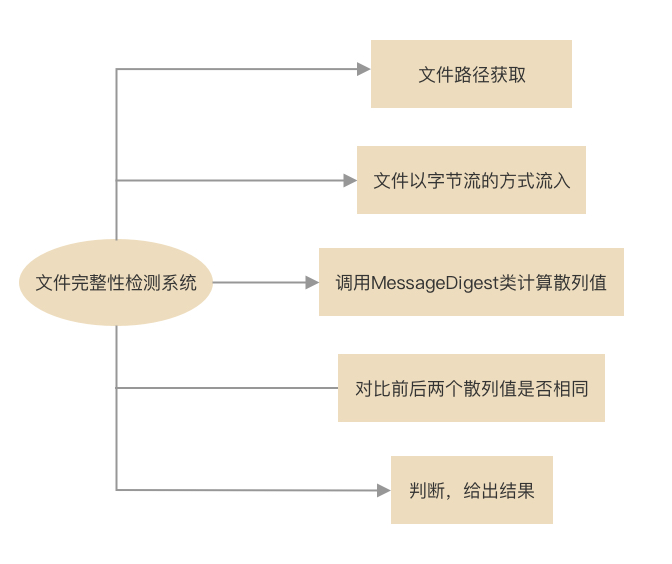 文件路径获取
文件以字节流的方式流入
文件完整性检测系统
调用MessageDigest类计算散列值
对比前后两个散列值是否相同
判断，给出结果